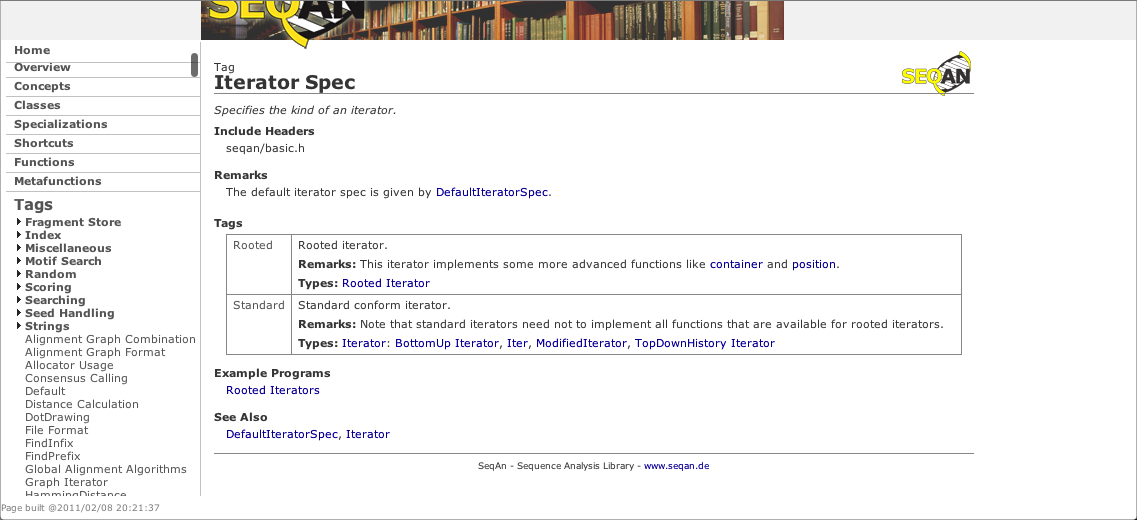 SEQAN
Home
Overview
Concepts
Classes
Specializations
Shortcuts
Functions
Metafunctions
Tags
Fragment Store
Index
Miscellaneous
Motif Search
Random
Scoring
Searching
Seed Handling
Strings
Alignment Graph Combination
Alignment Graph Format
Allocator Usage
Consensus Calling
Default
Distance Calculation
DotDrawing
File Format
FindInfix
FindPrefix
Global Alignment Algorithms
Graph Iterator
HammingDistance
Page built @2011/02/08 20:21:37
Tag
Iterator Spec
SEQAN
Specifies the kind of an iterator.
Include Headers
seqan/basic.h
Remarks
The default iterator spec is given by DefaultIteratorSpec.
Tags
Rooted Rooted iterator.
Remarks: This iterator implements some more advanced functions like container and position.
Types: Rooted Iterator
Standard Standard conform iterator.
Remarks: Note that standard iterators need not to implement all functions that are available for rooted iterators.
Types: Iterator: BottomUp Iterator, Iter, ModifiedIterator, TopDownHistory Iterator
Example Programs
Rooted Iterators
See Also
DefaultIteratorSpec, Iterator
SeqAn - Sequence Analysis Library - www.seqan.de